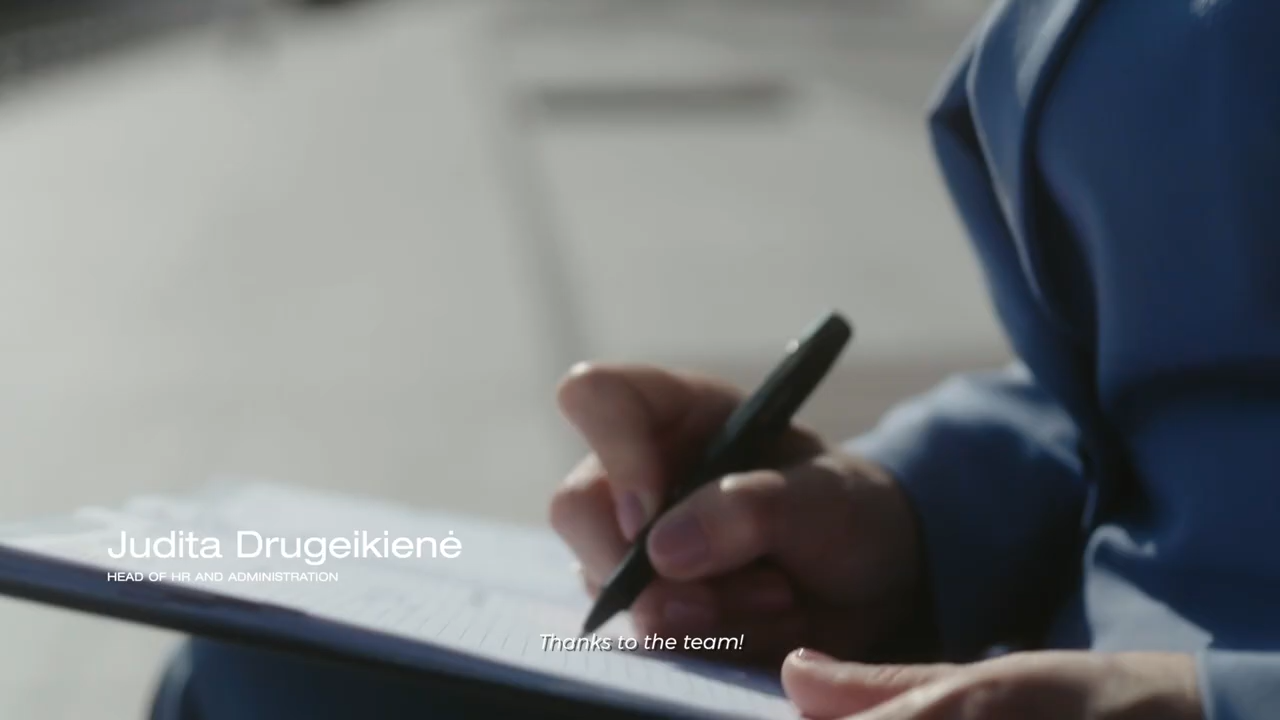 Judita Drugeikienė
HEAD OF HR AND ADMINISTRATION
Thanks to the team!